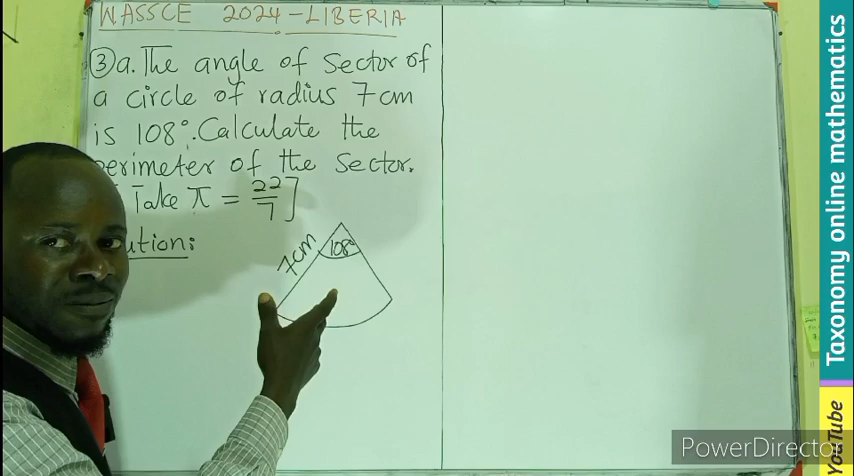 WASSCE 2024 - LIBERIA
③a. The angle of sector of
a circle of radius 7cm
is 108°. Calculate the
perimeter of the sector.
Take π = 22/7]
ution:
7cm
108°
Taxonomy online mathematics
YouTube
PowerDirector